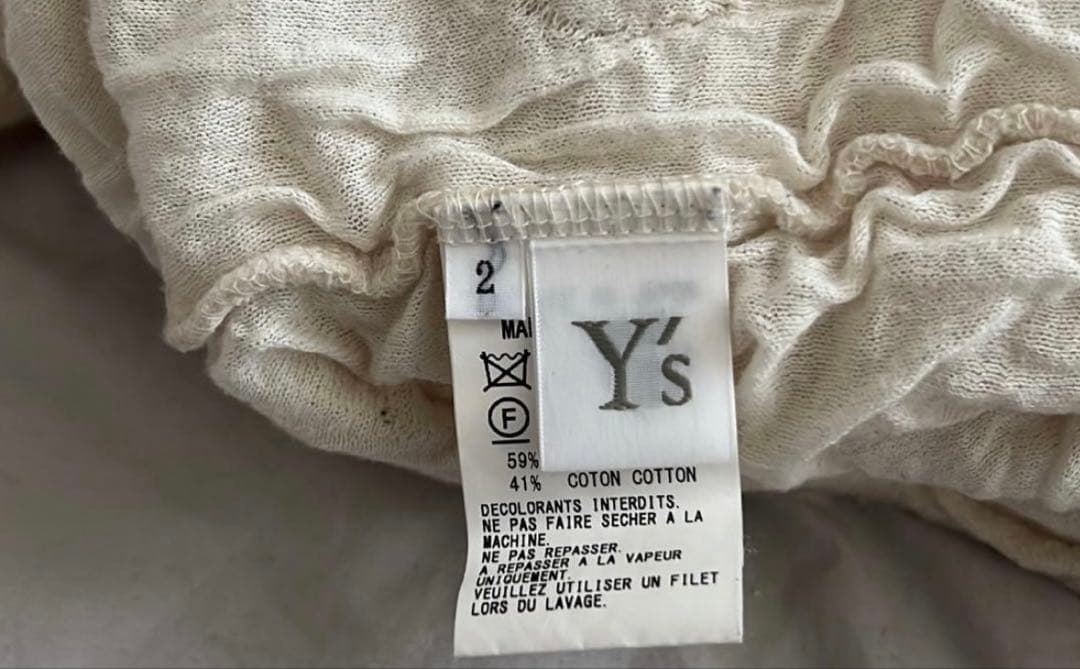 2
Y's
MA
F
59%
41% COTON COTTON
DECOLORANTS INTERDITS.
NE PAS FAIRE SECHER A LA
MACHINE.
NE PAS REPASSER.
A REPASSER A LA VAPEUR
UNIQUEMENT.
VEUILLEZ UTILISER UN FILET
LORS DU LAVAGE.